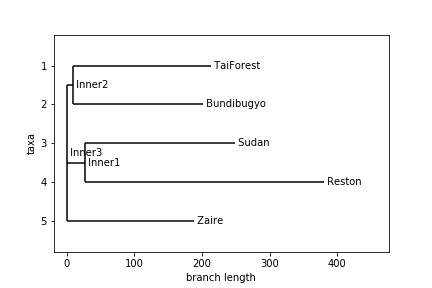 1
TaiForest
Inner2
2
Bundibugyo
3
Sudan
Inner3
Inner1
4
Reston
5
Zaire
taxa
0
100
200
300
400
branch length